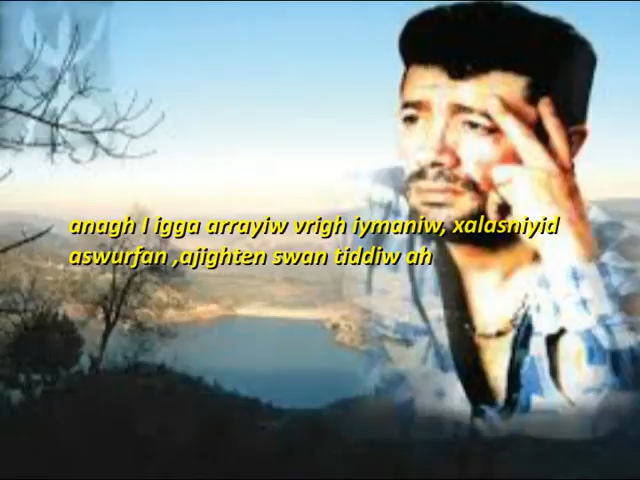 anagh I igga arrayiw vrigh iymaniw, xalasniyid
aswurfan ,ajighten swan tiddiw ah